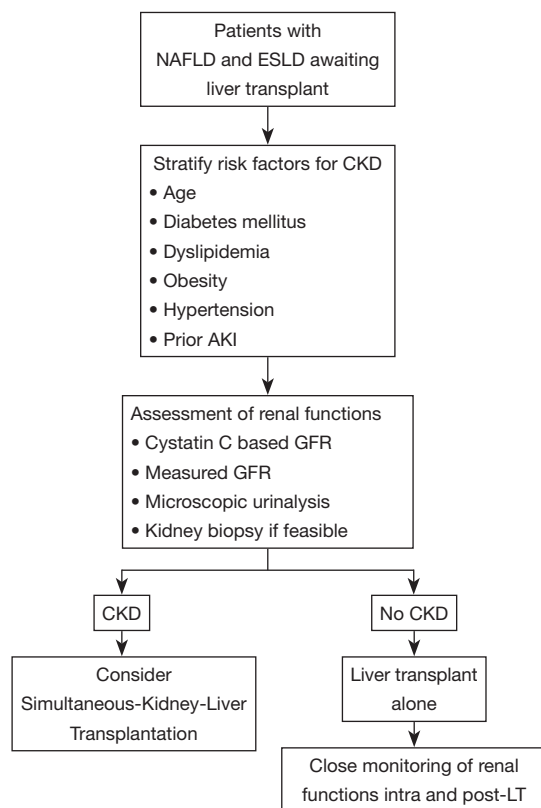 Patients with
NAFLD and ESLD awaiting
liver transplant
Stratify risk factors for CKD
• Age
• Diabetes mellitus
• Dyslipidemia
• Obesity
• Hypertension
• Prior AKI
Assessment of renal functions
• Cystatin C based GFR
• Measured GFR
• Microscopic urinalysis
• Kidney biopsy if feasible
CKD
No CKD
Consider
Simultaneous-Kidney-Liver
Transplantation
Liver transplant
alone
Close monitoring of renal
functions intra and post-LT